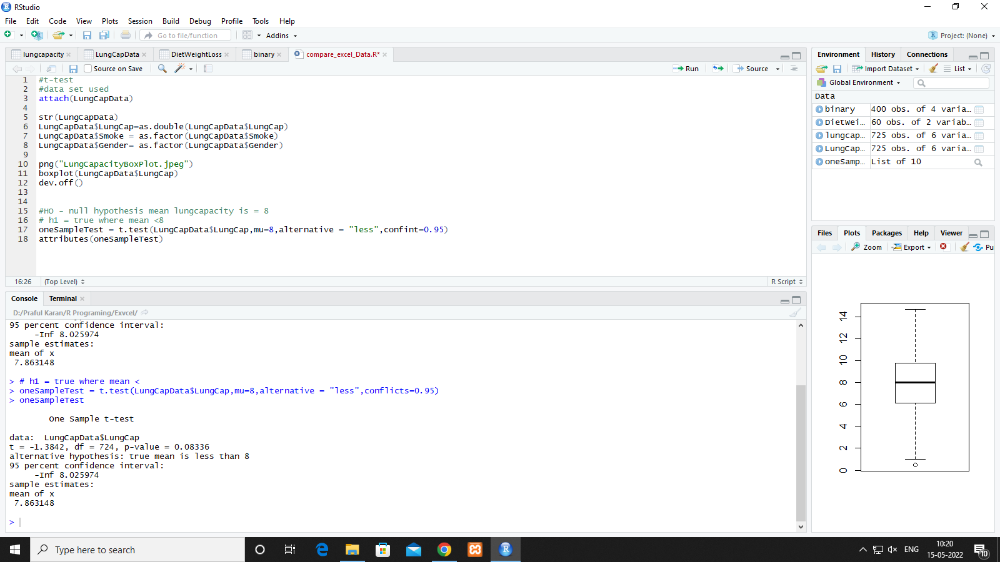 RStudio
File Edit Code View Plots Session Build Debug Profile Tools Help
Go to file/function Addins Project: (None)
lungcapacity LungCapData DietWeightLoss binary compare_excel_Data.R*
Source on Save Run Source
1 #t-test
2 #data set used
3 attach(LungCapData)
4
5 str(LungCapData)
6 LungCapData$LungCap=as.double(LungCapData$LungCap)
7 LungCapData$Smoke = as.factor(LungCapData$Smoke)
8 LungCapData$Gender= as.factor(LungCapData$Gender)
9
10 png("LungCapacityBoxPlot.jpeg")
11 boxplot(LungCapData$LungCap)
12 dev.off()
13
14
15 #HO - null hypothesis mean lungcapacity is = 8
16 # h1 = true where mean <8
17 oneSampleTest = t.test(LungCapData$LungCap,mu=8,alternative = "less",confint=0.95)
18 attributes(oneSampleTest)
16:26 (Top Level) R Script
Console Terminal
D:/Praful Karan/R Programing/Exvcel/
95 percent confidence interval:
-Inf 8.025974
sample estimates:
mean of x
7.863148
> # h1 = true where mean <
> oneSampleTest = t.test(LungCapData$LungCap,mu=8,alternative = "less",conflicts=0.95)
> oneSampleTest
One Sample t-test
data: LungCapData$LungCap
t = -1.3842, df = 724, p-value = 0.08336
alternative hypothesis: true mean is less than 8
95 percent confidence interval:
-Inf 8.025974
sample estimates:
mean of x
7.863148
>
Environment History Connections
Import Dataset List
Global Environment
Data
binary 400 obs. of 4 varia...
DietWei... 60 obs. of 2 variab...
lungcap... 725 obs. of 6 varia...
LungCap... 725 obs. of 6 varia...
oneSamp... List of 10
Files Plots Packages Help Viewer
Zoom Export Pu
14
12
10
8
6
4
2
0
Type here to search
ENG 10:20
15-05-2022
10